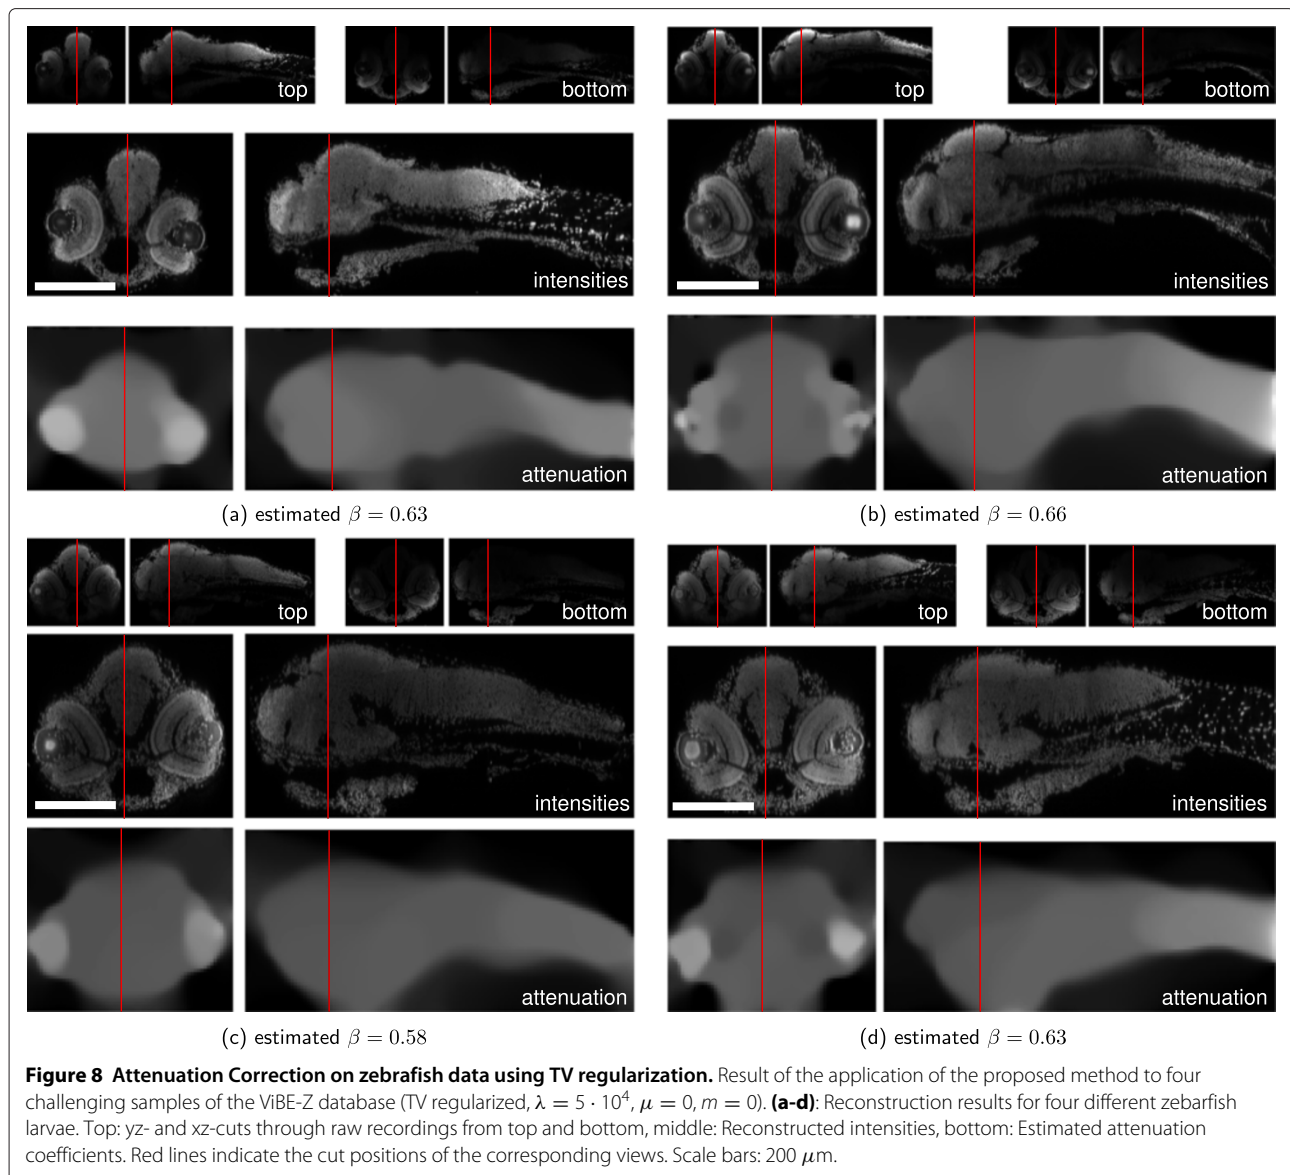 top
bottom
top
bottom
intensities
intensities
attenuation
attenuation
(a) estimated β = 0.63
(b) estimated β = 0.66
top
bottom
top
bottom
intensities
intensities
attenuation
attenuation
(c) estimated β = 0.58
(d) estimated β = 0.63
Figure 8 Attenuation Correction on zebrafish data using TV regularization. Result of the application of the proposed method to four
challenging samples of the ViBE-Z database (TV regularized, λ = 5 · 10⁴, μ = 0, m = 0). (a-d): Reconstruction results for four different zebarfish
larvae. Top: yz- and xz-cuts through raw recordings from top and bottom, middle: Reconstructed intensities, bottom: Estimated attenuation
coefficients. Red lines indicate the cut positions of the corresponding views. Scale bars: 200 μm.